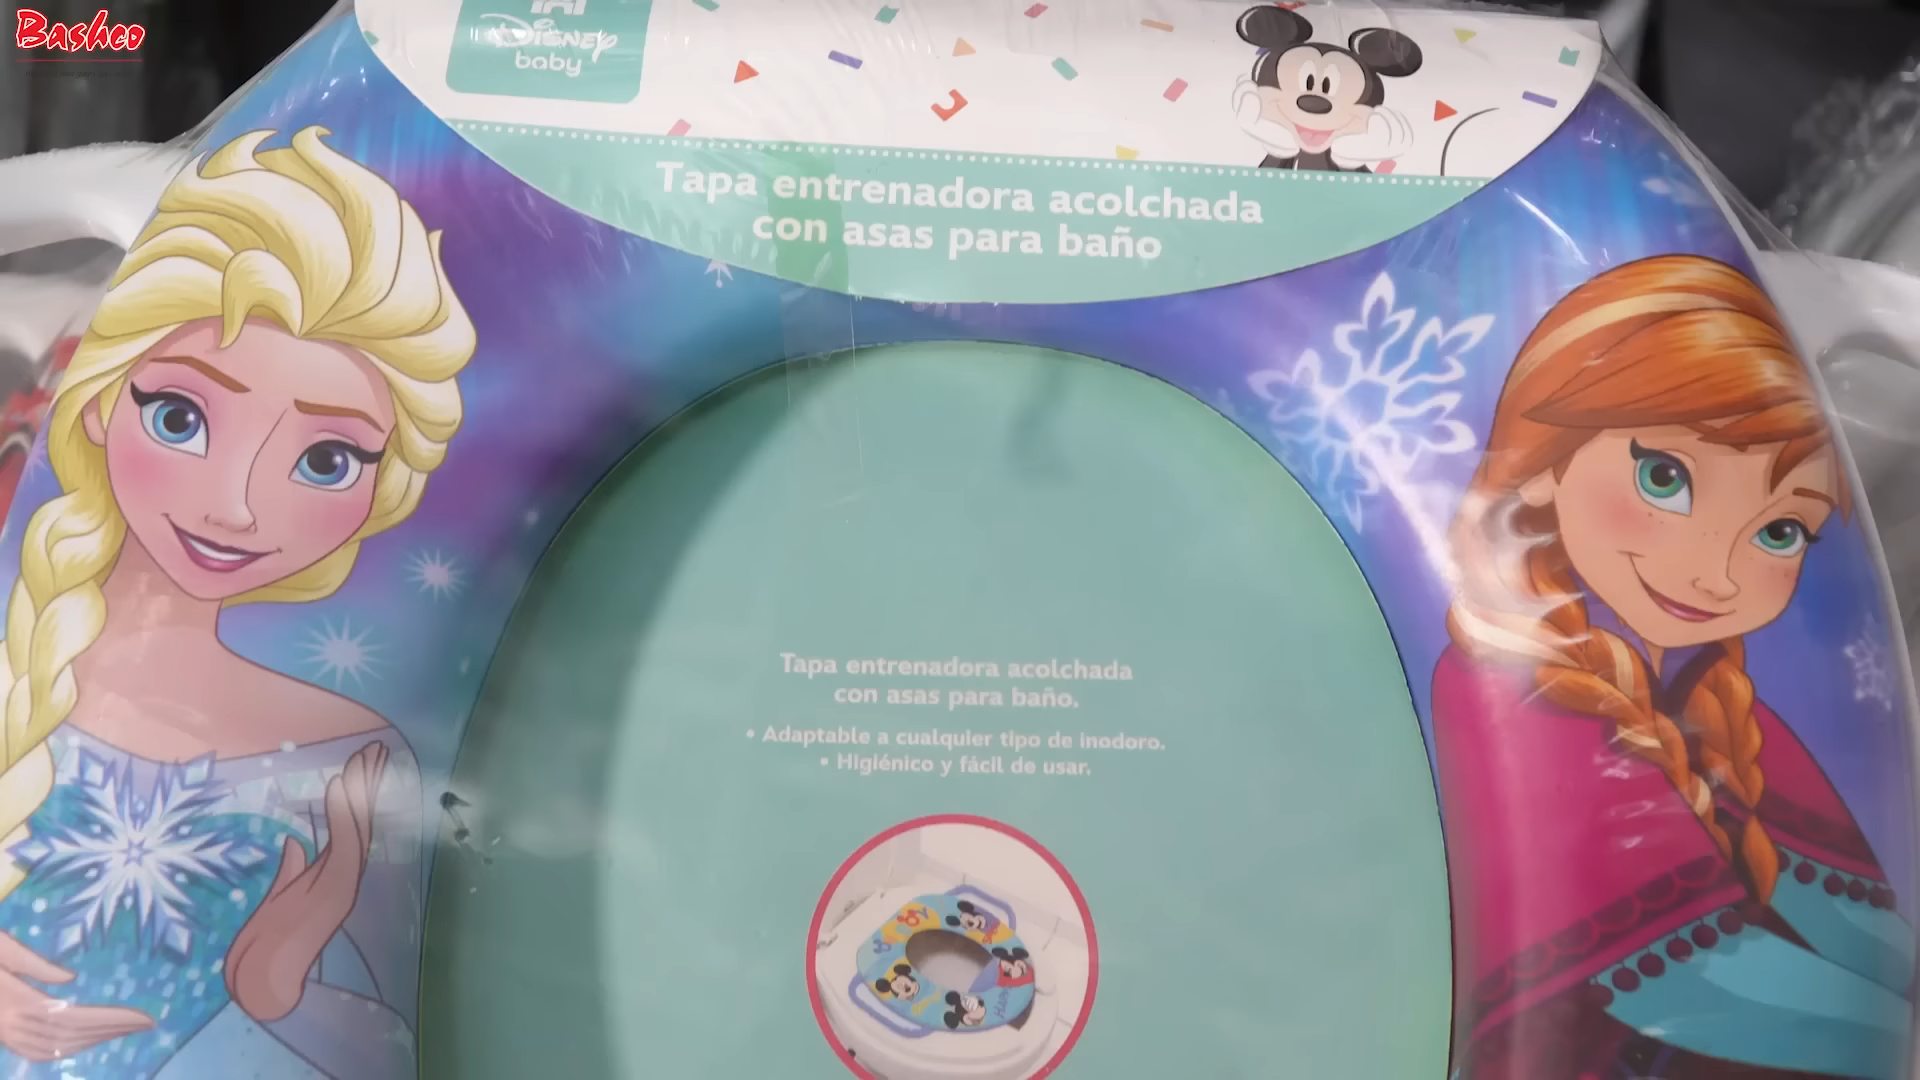 Bashco
Disney
baby
Tapa entrenadora acolchada
con asas para baño
Tapa entrenadora acolchada
con asas para baño.
• Adaptable a cualquier tipo de inodoro.
• Higiénico y fácil de usar.